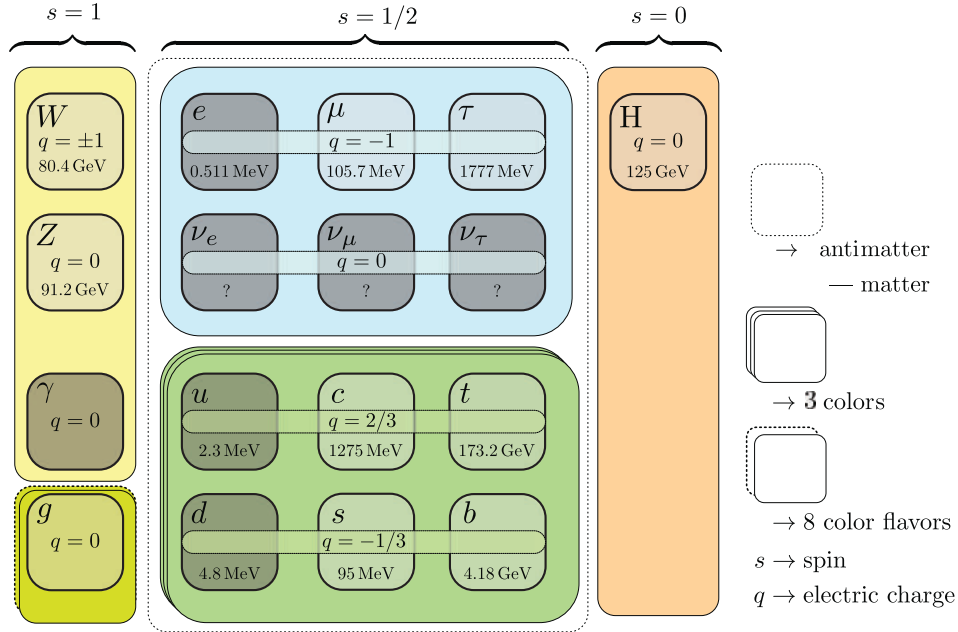 s = 1
s = 1/2
s = 0
W
q = ±1
80.4 GeV
Z
q = 0
91.2 GeV
γ
q = 0
g
q = 0
e
μ
τ
q = −1
0.511 MeV
105.7 MeV
1777 MeV
ν_e
ν_μ
ν_τ
q = 0
?
?
?
u
c
t
q = 2/3
2.3 MeV
1275 MeV
173.2 GeV
d
s
b
q = −1/3
4.8 MeV
95 MeV
4.18 GeV
H
q = 0
125 GeV
→ antimatter
— matter
→ 3 colors
→ 8 color flavors
s → spin
q → electric charge